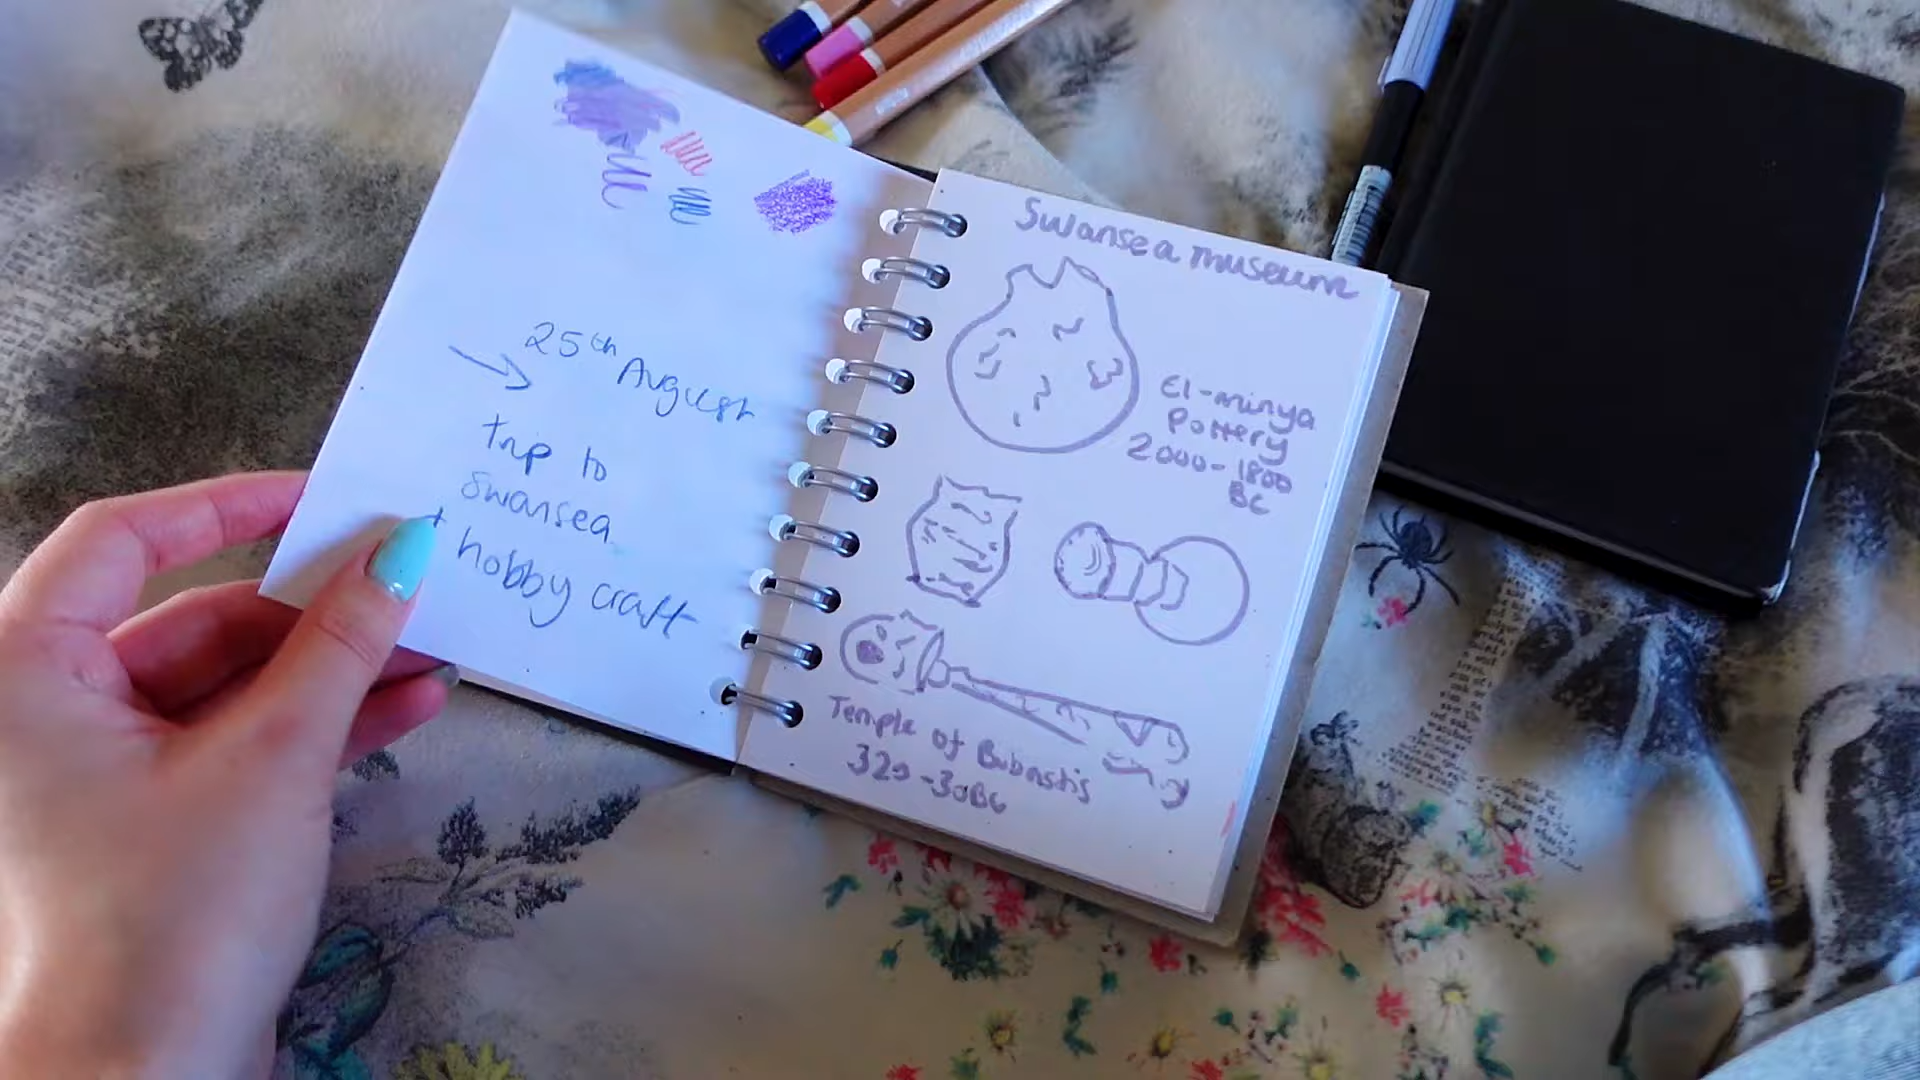 25th
August
trip to
Swansea
+ hobby craft
Swansea museum
El-minya
Pottery
2000-1800
BC
Temple of Bubastis
320-30BC